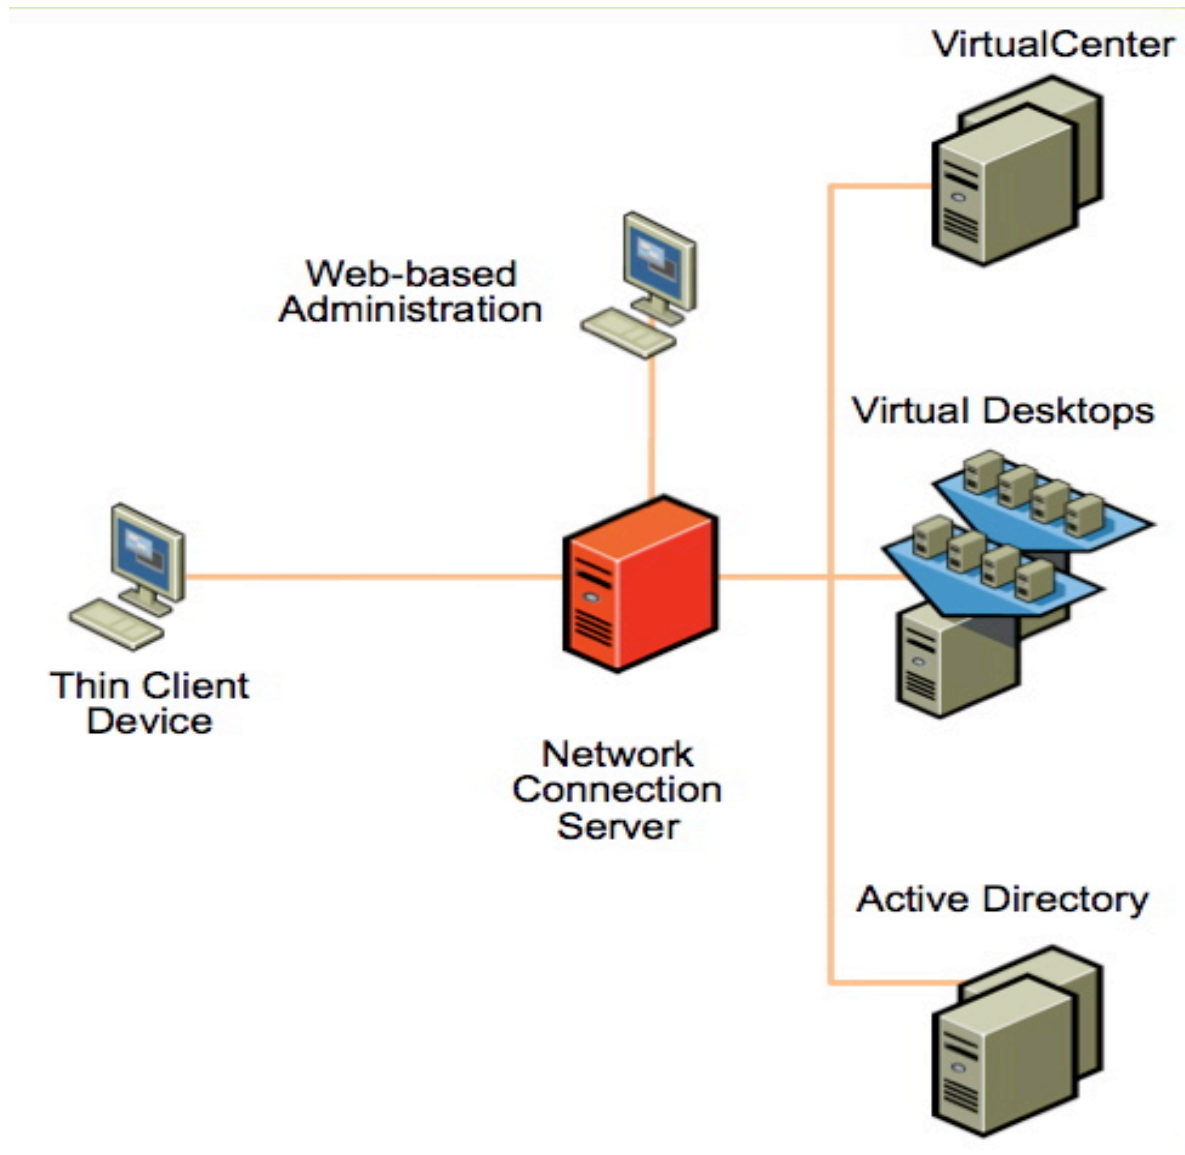 VirtualCenter
Web-based
Administration
Virtual Desktops
Thin Client
Device
Network
Connection
Server
Active Directory